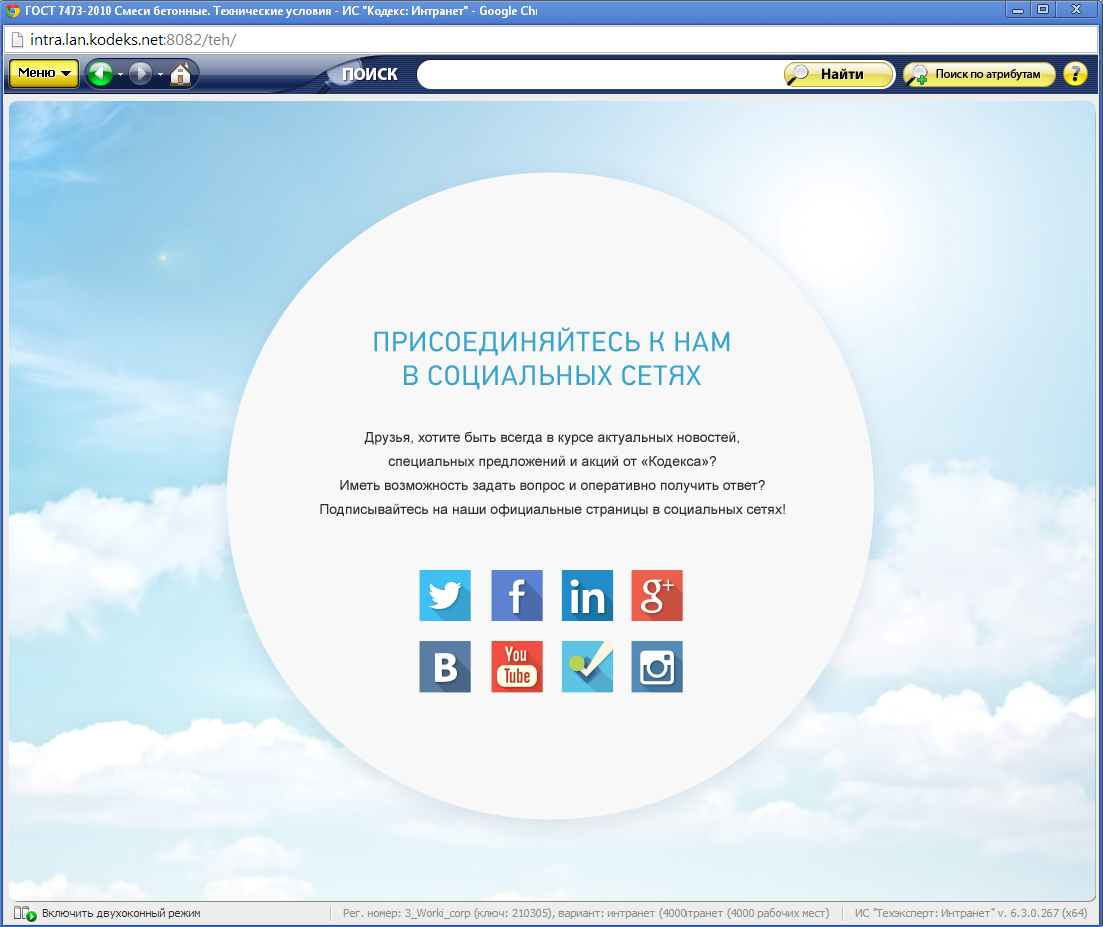 ГОСТ 7473-2010 Смеси бетонные. Технические условия - ИС "Кодекс: Интранет" - Google Chr
intra.lan.kodeks.net:8082/teh/
Меню
ПОИСК
Найти
Поиск по атрибутам
?
ПРИСОЕДИНЯЙТЕСЬ К НАМ
В СОЦИАЛЬНЫХ СЕТЯХ
Друзья, хотите быть всегда в курсе актуальных новостей,
специальных предложений и акций от «Кодекса»?
Иметь возможность задать вопрос и оперативно получить ответ?
Подписывайтесь на наши официальные страницы в социальных сетях!
f
in
g+
B
You
Tube
Включить двухоконный режим
Рег. номер: 3_Worki_corp (ключ: 210305), вариант: интранет (4000транет (4000 рабочих мест)
ИС "Техэксперт: Интранет" v. 6.3.0.267 (x64)